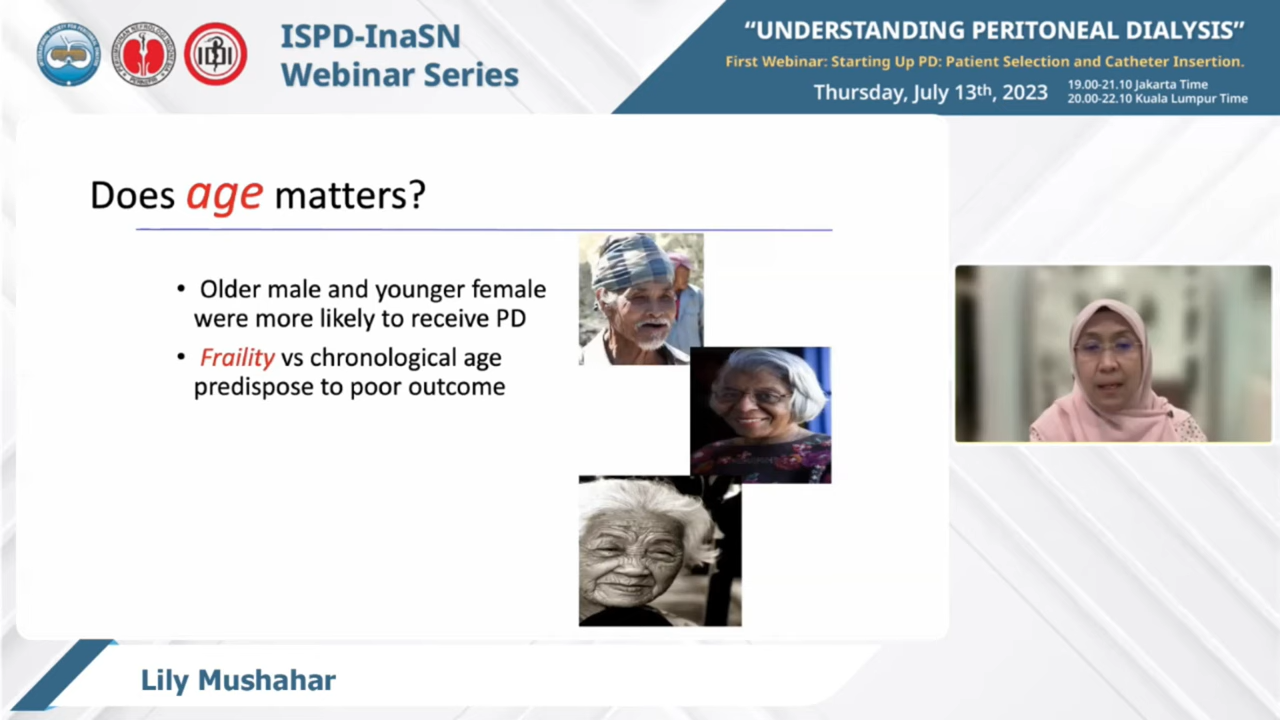 ISPD-InaSN
Webinar Series
“UNDERSTANDING PERITONEAL DIALYSIS”
First Webinar: Starting Up PD: Patient Selection and Catheter Insertion.
Thursday, July 13th, 2023
19.00-21.10 Jakarta Time
20.00-22.10 Kuala Lumpur Time
Does age matters?
• Older male and younger female
were more likely to receive PD
• Fraility vs chronological age
predispose to poor outcome
Lily Mushahar